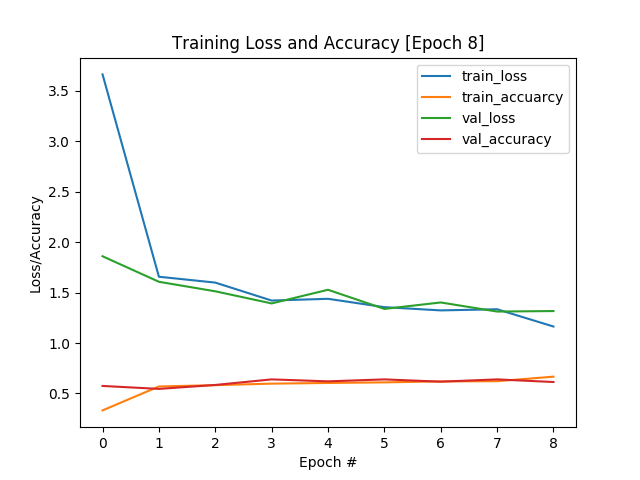 Training Loss and Accuracy [Epoch 8]
train_loss
train_accuarcy
val_loss
val_accuracy
Loss/Accuracy
3.5
3.0
2.5
2.0
1.5
1.0
0.5
0 1 2 3 4 5 6 7 8
Epoch #